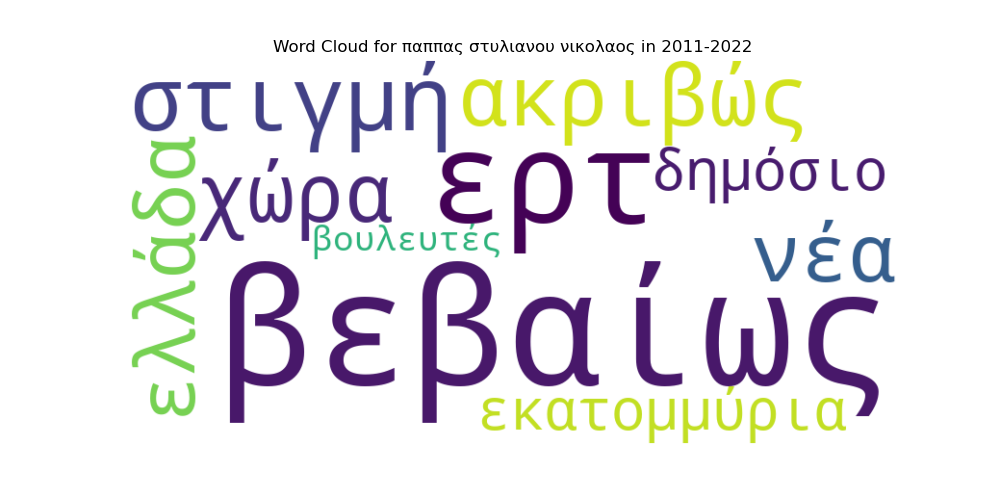 Word Cloud for παππας στυλιανου νικολαος in 2011-2022
στιγμή ακριβώς
ελλάδα χώρα ερτ δημόσιο
βουλευτές νέα
βεβαίως
εκατομμύρια